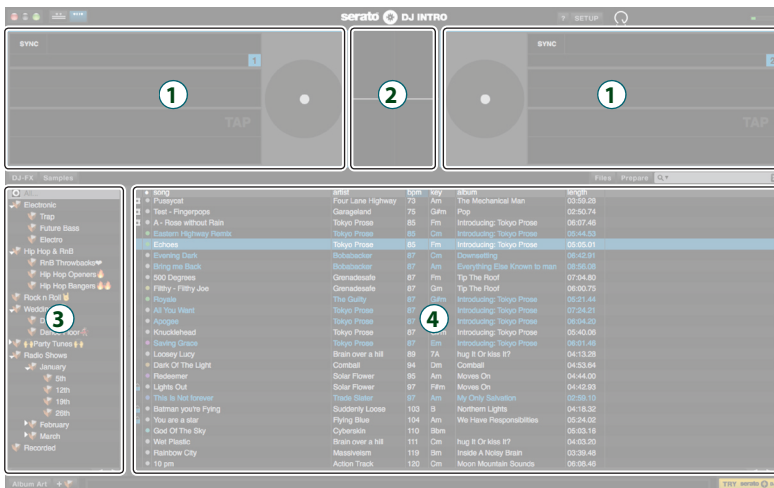 serato DJ INTRO
? SETUP
SYNC
1
TAP
1
2
SYNC
2
TAP
1
DJ-FX Samples
Files Prepare
All...
Electronic
Trap
Future Bass
Electro
Hip Hop & RnB
RnB Throwbacks❤
Hip Hop Openers🔥
Hip Hop Bangers🔥🔥
Rock n Roll🤘
3
🙌Party Tunes🙌
Radio Shows
January
5th
12th
19th
25th
February
March
Recorded
song artist bpm key album length
Pussycat Four Lane Highway 73 Am The Mechanical Man 03:59.28
Test - Fingerpops Garageland 75 G#m Pop 02:50.74
A - Rose without Rain Tokyo Prose 85 Fm Introducing: Tokyo Prose 06:07.46
Eastern Highway Remix Tokyo Prose 85 Cm Introducing: Tokyo Prose 05:44.53
Echoes Tokyo Prose 85 Fm Introducing: Tokyo Prose 05:05.01
Evening Dark Bobabacker 87 Cm Downsetting 06:42.91
Bring me Back Bobabacker 87 Am Everything Else Known to man 06:56.08
500 Degrees Grenadesafe 87 Fm Tip The Roof 07:04.80
Filthy - Filthy Joe Grenadesafe 87 Gm Tip The Roof 06:00.75
Royale The Guilty 87 G#m Introducing: Tokyo Prose 05:21.44
All You Want Tokyo Prose 87 Introducing: Tokyo Prose 07:24.21
Apogee Tokyo Prose 87 Introducing: Tokyo Prose 06:04.20
4
Knucklehead Tokyo Prose 87 Introducing: Tokyo Prose 05:40.06
Saving Grace Tokyo Prose 87 Em Introducing: Tokyo Prose 06:01.46
Loosey Lucy Brain over a hill 89 7A hug It Or kiss It? 04:13.28
Dark Of The Light Comball 94 Dm Comball 04:53.64
Redeemer Solar Flower 95 Am Moves On 04:44.00
Lights Out Solar Flower 97 F#m Moves On 04:42.93
This is Not forever Trade Slater 97 Am My Only Salvation 02:59.10
Batman you're Fying Suddenly Loose 103 B Northern Lights 04:18.32
You are a star Flying Blue 104 Am We Have Responsibilities 05:24.02
God Of The Sky Cyberskin 110 Bbm 05:03.18
Wet Plastic Brain over a hill 111 Cm hug It Or kiss It? 04:03.20
Rainbow City Massiveism 119 Bm Inside A Noisy Brain 03:39.48
10 pm Action Track 120 Cm Moon Mountain Sounds 06:08.46
Album Art
TRY serato